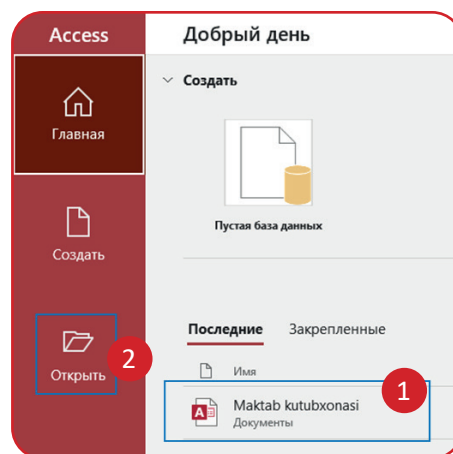 Access
Добрый день
Создать
Главная
Пустая база данных
Создать
Последние Закрепленные
Имя
Открыть
2
1
A
Maktab kutubxonasi
Документы